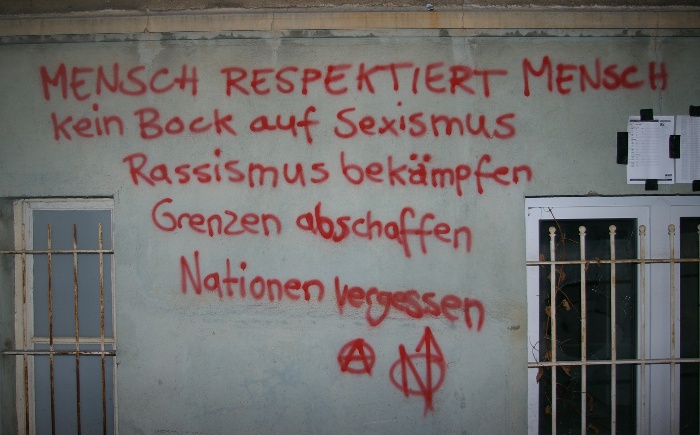 MENSCH RESPEKTIERT MENSCH
kein Bock auf Sexismus
Rassismus bekämpfen
Grenzen abschaffen
Nationen vergessen
A N